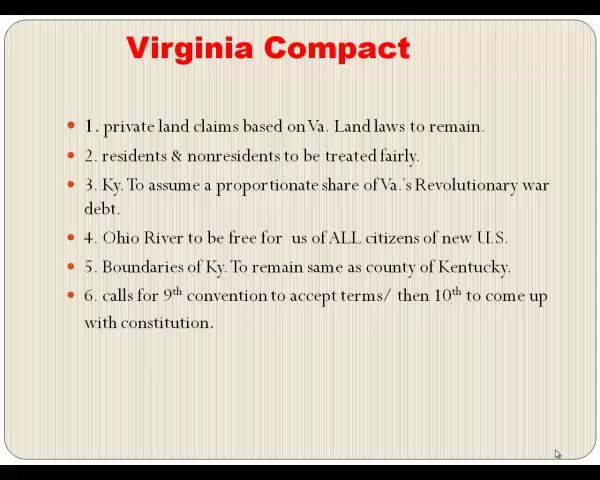 Virginia Compact
• 1. private land claims based on Va. Land laws to remain.
• 2. residents & nonresidents to be treated fairly.
• 3. Ky. To assume a proportionate share of Va.'s Revolutionary war
debt.
• 4. Ohio River to be free for us of ALL citizens of new U.S.
• 5. Boundaries of Ky. To remain same as county of Kentucky.
• 6. calls for 9th convention to accept terms/ then 10th to come up
with constitution.